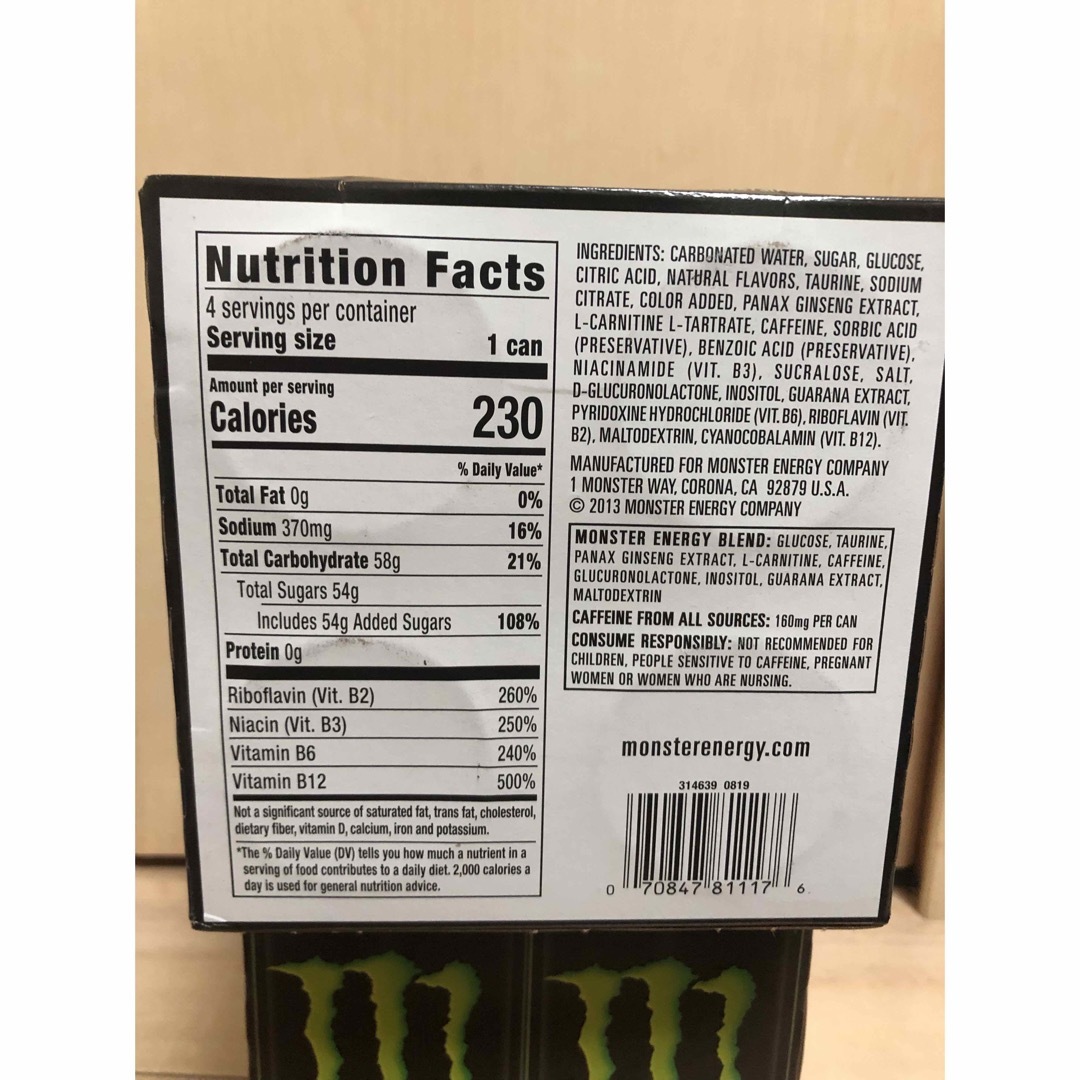 Nutrition Facts
4 servings per container
Serving size 1 can
Amount per serving
Calories 230
% Daily Value*
Total Fat 0g 0%
Sodium 370mg 16%
Total Carbohydrate 58g 21%
Total Sugars 54g
Includes 54g Added Sugars 108%
Protein 0g
Riboflavin (Vit. B2) 260%
Niacin (Vit. B3) 250%
Vitamin B6 240%
Vitamin B12 500%
Not a significant source of saturated fat, trans fat, cholesterol,
dietary fiber, vitamin D, calcium, iron and potassium.
*The % Daily Value (DV) tells you how much a nutrient in a
serving of food contributes to a daily diet. 2,000 calories a
day is used for general nutrition advice.
INGREDIENTS: CARBONATED WATER, SUGAR, GLUCOSE,
CITRIC ACID, NATURAL FLAVORS, TAURINE, SODIUM
CITRATE, COLOR ADDED, PANAX GINSENG EXTRACT,
L-CARNITINE L-TARTRATE, CAFFEINE, SORBIC ACID
(PRESERVATIVE), BENZOIC ACID (PRESERVATIVE),
NIACINAMIDE (VIT. B3), SUCRALOSE, SALT,
D-GLUCURONOLACTONE, INOSITOL, GUARANA EXTRACT,
PYRIDOXINE HYDROCHLORIDE (VIT. B6), RIBOFLAVIN (VIT.
B2), MALTODEXTRIN, CYANOCOBALAMIN (VIT. B12).
MANUFACTURED FOR MONSTER ENERGY COMPANY
1 MONSTER WAY, CORONA, CA 92879 U.S.A.
© 2013 MONSTER ENERGY COMPANY
MONSTER ENERGY BLEND: GLUCOSE, TAURINE,
PANAX GINSENG EXTRACT, L-CARNITINE, CAFFEINE,
GLUCURONOLACTONE, INOSITOL, GUARANA EXTRACT,
MALTODEXTRIN
CAFFEINE FROM ALL SOURCES: 160mg PER CAN
CONSUME RESPONSIBLY: NOT RECOMMENDED FOR
CHILDREN, PEOPLE SENSITIVE TO CAFFEINE, PREGNANT
WOMEN OR WOMEN WHO ARE NURSING.
monsterenergy.com
314639 0819
0 70847 81117 6